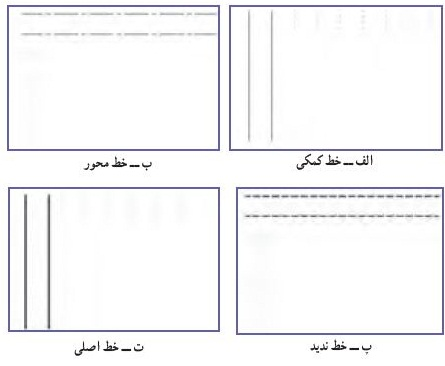 الف ــ خط کمکی
ب ــ خط محور
پ ــ خط ندید
ت ــ خط اصلی